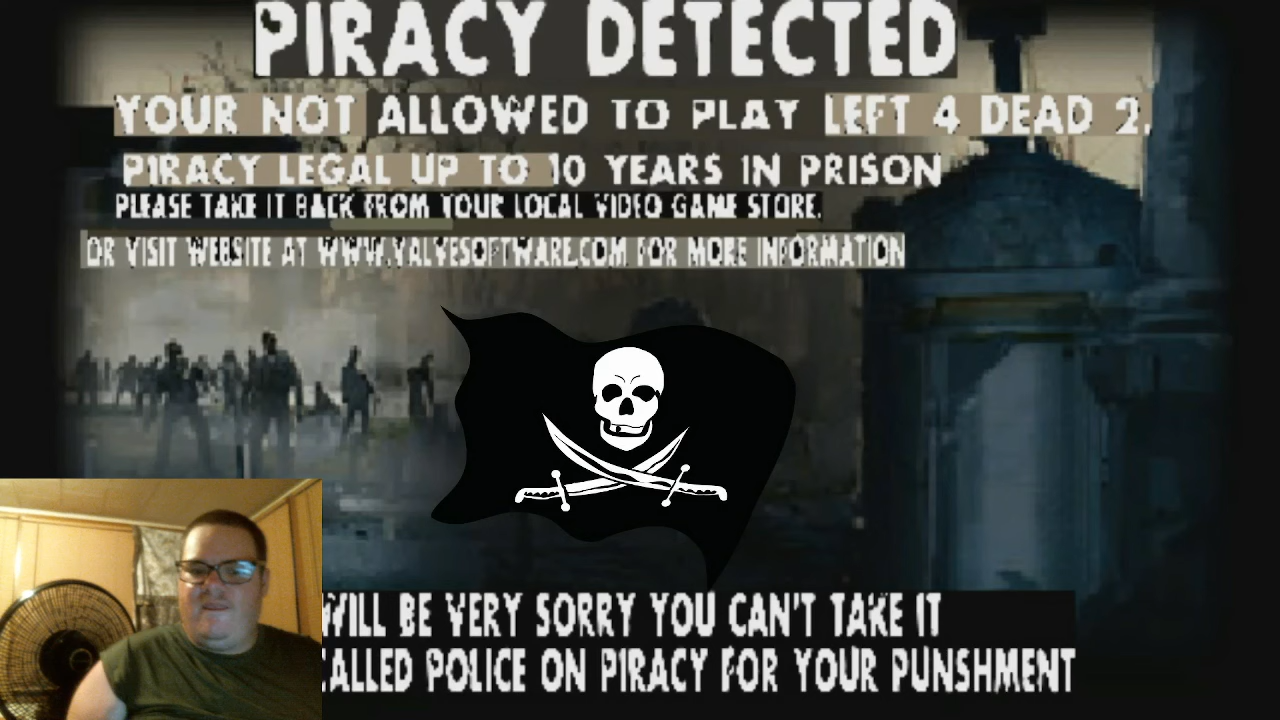 PIRACY DETECTED
YOUR NOT ALLOWED TO PLAY LEFT 4 DEAD 2.
PIRACY LEGAL UP TO 10 YEARS IN PRISON
PLEASE TAKE IT BACK FROM YOUR LOCAL VIDEO GAME STORE.
OR VISIT WEBSITE AT WWW.VALVESOFTWARE.COM FOR MORE INFORMATION
WILL BE VERY SORRY YOU CAN'T TAKE IT
CALLED POLICE ON PIRACY FOR YOUR PUNSHMENT